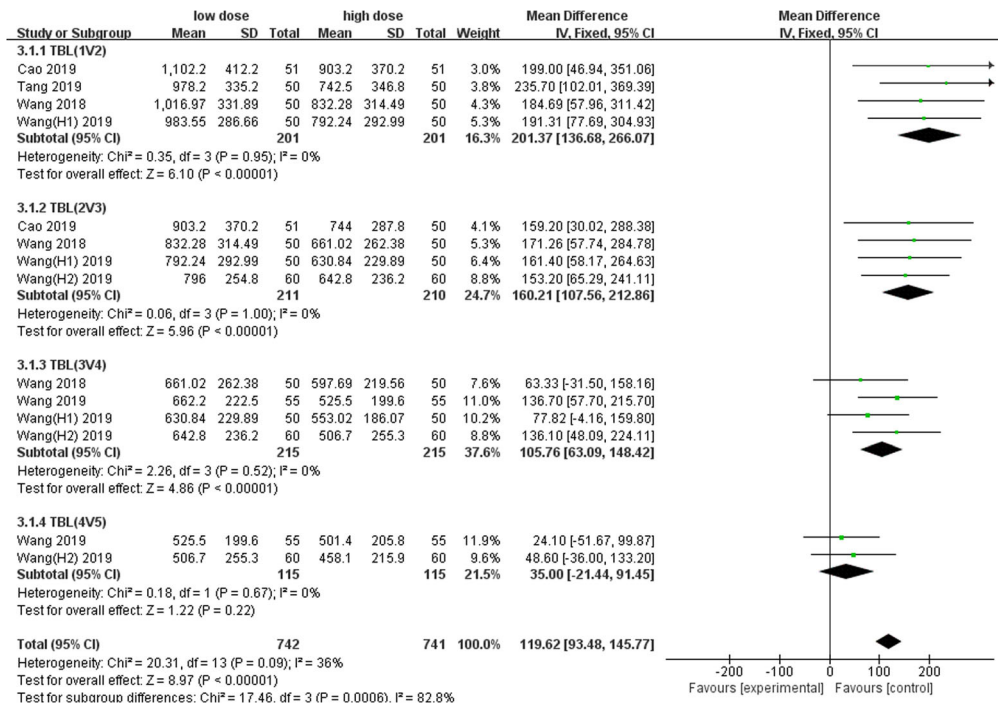 low dose high dose Mean Difference Mean Difference
Study or Subgroup Mean SD Total Mean SD Total Weight IV, Fixed, 95% CI IV, Fixed, 95% CI
3.1.1 TBL(1V2)
Cao 2019 1,102.2 412.2 51 903.2 370.2 51 3.0% 199.00 [46.94, 351.06]
Tang 2019 978.2 335.2 50 742.5 346.8 50 3.8% 235.70 [102.01, 369.39]
Wang 2018 1,016.97 331.89 50 832.28 314.49 50 4.3% 184.69 [57.96, 311.42]
Wang(H1) 2019 983.55 286.66 50 792.24 292.99 50 5.3% 191.31 [77.69, 304.93]
Subtotal (95% CI) 201 201 16.3% 201.37 [136.68, 266.07]
Heterogeneity: Chi² = 0.35, df = 3 (P = 0.95); I² = 0%
Test for overall effect: Z = 6.10 (P < 0.00001)
3.1.2 TBL(2V3)
Cao 2019 903.2 370.2 51 744 287.8 50 4.1% 159.20 [30.02, 288.38]
Wang 2018 832.28 314.49 50 661.02 262.38 50 5.3% 171.26 [57.74, 284.78]
Wang(H1) 2019 792.24 292.99 50 630.84 229.89 50 6.4% 161.40 [58.17, 264.63]
Wang(H2) 2019 796 254.8 60 642.8 236.2 60 8.8% 153.20 [65.29, 241.11]
Subtotal (95% CI) 211 210 24.7% 160.21 [107.56, 212.86]
Heterogeneity: Chi² = 0.06, df = 3 (P = 1.00); I² = 0%
Test for overall effect: Z = 5.96 (P < 0.00001)
3.1.3 TBL(3V4)
Wang 2018 661.02 262.38 50 597.69 219.56 50 7.6% 63.33 [-31.50, 158.16]
Wang 2019 662.2 222.5 55 525.5 199.6 55 11.0% 136.70 [57.70, 215.70]
Wang(H1) 2019 630.84 229.89 50 553.02 186.07 50 10.2% 77.82 [-4.16, 159.80]
Wang(H2) 2019 642.8 236.2 60 506.7 255.3 60 8.8% 136.10 [48.09, 224.11]
Subtotal (95% CI) 215 215 37.6% 105.76 [63.09, 148.42]
Heterogeneity: Chi² = 2.26, df = 3 (P = 0.52); I² = 0%
Test for overall effect: Z = 4.86 (P < 0.00001)
3.1.4 TBL(4V5)
Wang 2019 525.5 199.6 55 501.4 205.8 55 11.9% 24.10 [-51.67, 99.87]
Wang(H2) 2019 506.7 255.3 60 458.1 215.9 60 9.6% 48.60 [-36.00, 133.20]
Subtotal (95% CI) 115 115 21.5% 35.00 [-21.44, 91.45]
Heterogeneity: Chi² = 0.18, df = 1 (P = 0.67); I² = 0%
Test for overall effect: Z = 1.22 (P = 0.22)
Total (95% CI) 742 741 100.0% 119.62 [93.48, 145.77]
Heterogeneity: Chi² = 20.31, df = 13 (P = 0.09); I² = 36%
Test for overall effect: Z = 8.97 (P < 0.00001)
Test for subgroup differences: Chi² = 17.46, df = 3 (P = 0.0006), I² = 82.8%
-200 -100 0 100 200
Favours [experimental] Favours [control]